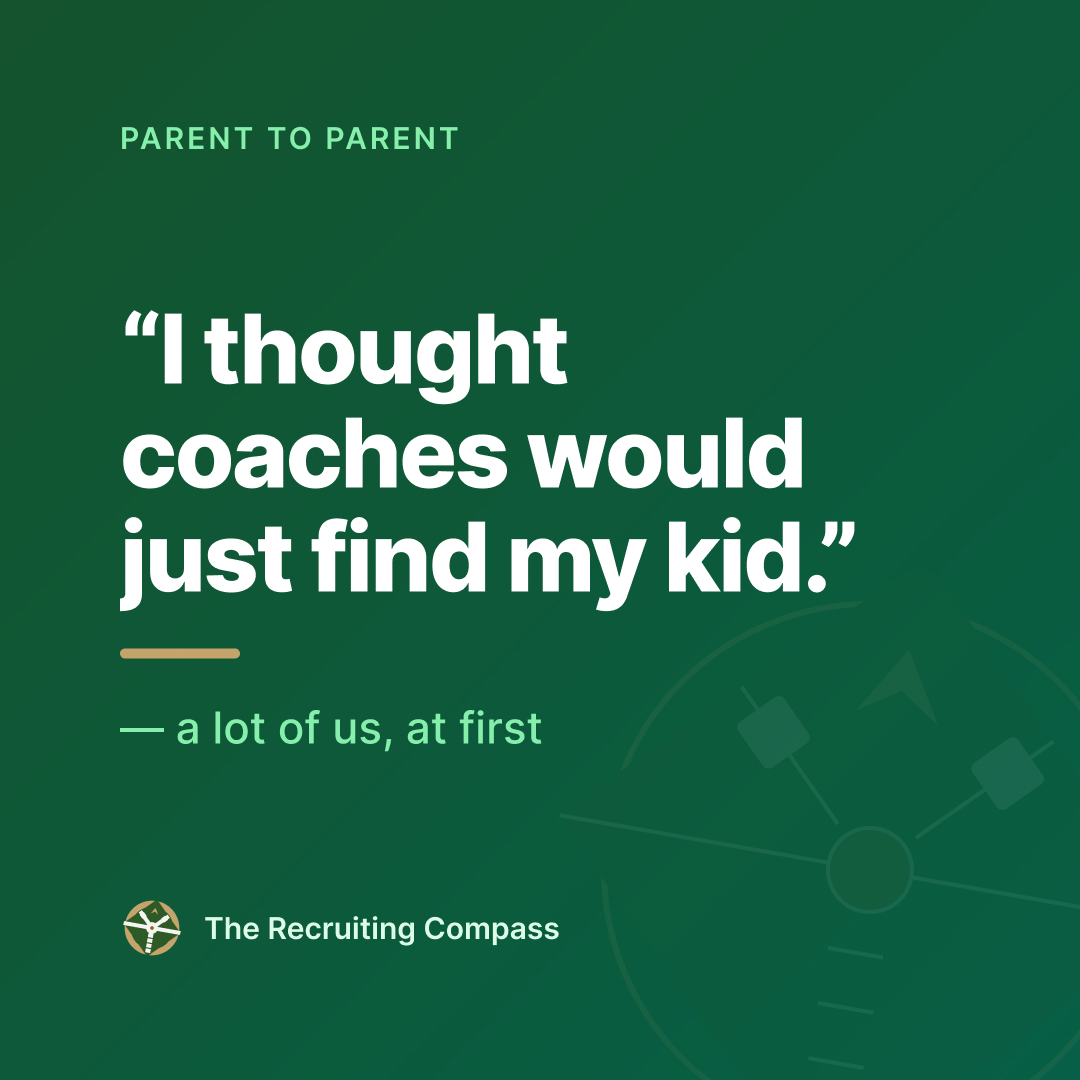 PARENT TO PARENT
“I thought
coaches would
just find my kid.”
— a lot of us, at first
The Recruiting Compass